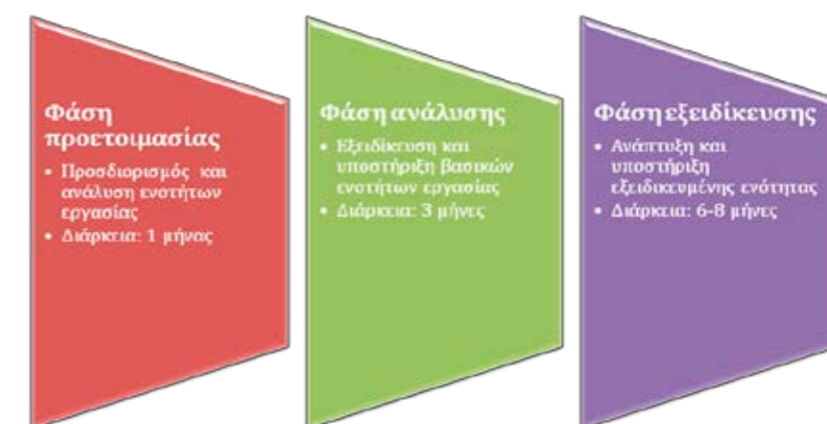 Φάση
προετοιμασίας
• Προσδιορισμός και
ανάλυση ενοτήτων
εργασίας
• Διάρκεια: 1 μήνας
Φάση ανάλυσης
• Εξειδίκευση και
υποστήριξη βασικών
ενοτήτων εργασίας
• Διάρκεια: 3 μήνες
Φάση εξειδίκευσης
• Ανάπτυξη και
υποστήριξη
εξειδικευμένης ενότητας
• Διάρκεια: 6-8 μήνες